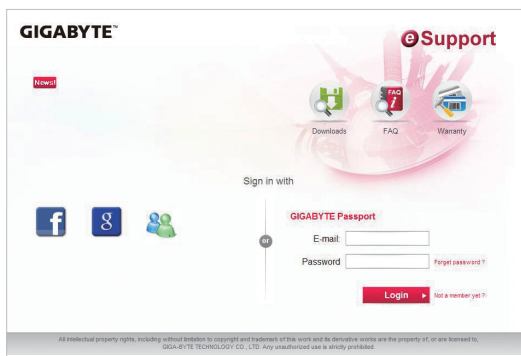 GIGABYTE™
eSupport
News!
Downloads
FAQ
FAQ
Warranty
Sign in with
or
GIGABYTE Passport
E-mail:
Password
Forget password ?
Login
Not a member yet ?
All intellectual property rights, including without limitation to copyright and trademark of this work and its derivative works are the property of, or are licensed to,
GIGA-BYTE TECHNOLOGY CO., LTD. Any unauthorized use is strictly prohibited.